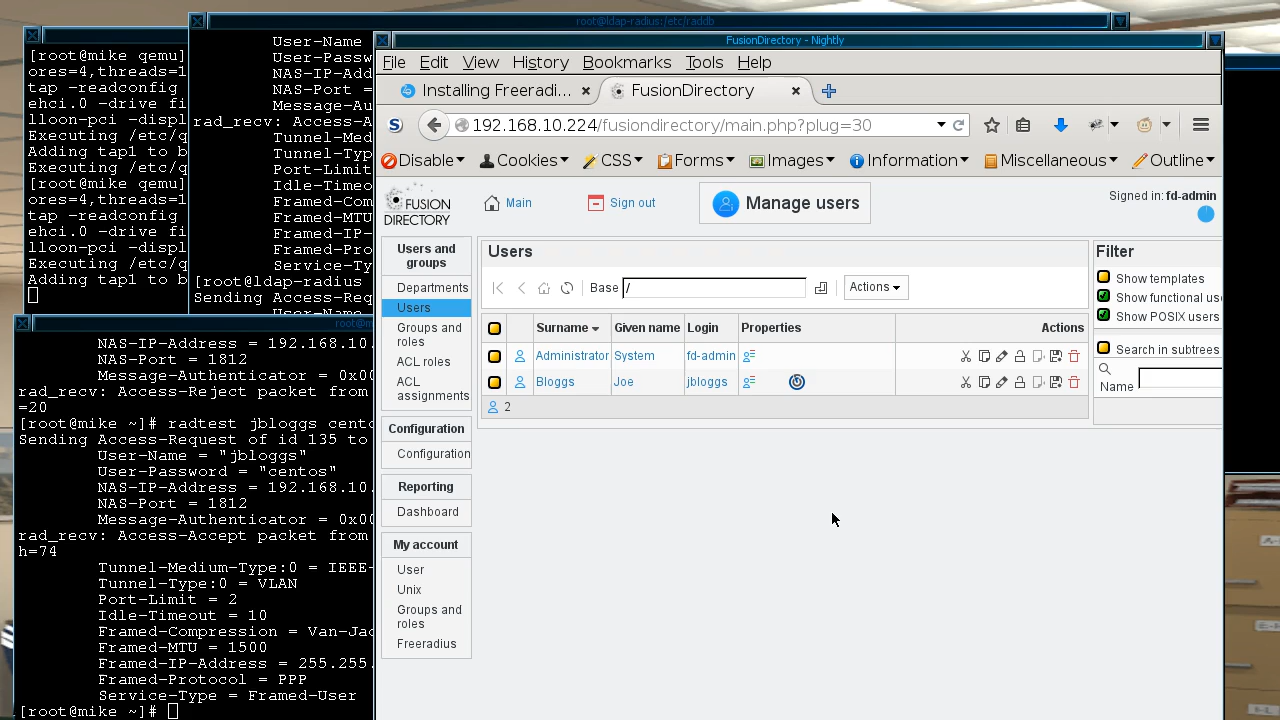 root@ldap-radius:/etc/raddb
[root@mike qemu]
ores=4,threads=1
tap -readconfig
ehci.0 -drive fi
lloon-pci -displ
Executing /etc/q
Adding tap1 to b
Executing /etc/q
[root@mike qemu]
ores=4,threads=1
tap -readconfig
ehci.0 -drive fi
lloon-pci -displ
Executing /etc/q
Adding tap1 to b
User-Name
User-Passw
NAS-IP-Add
NAS-Port =
Message-Au
rad_recv: Access-A
Tunnel-Med
Tunnel-Typ
Port-Limit
Idle-Timeo
Framed-Com
Framed-MTU
Framed-IP-
Framed-Pro
Service-Ty
[root@ldap-radius
Sending Access-Req
User-Name
root@m
NAS-IP-Address = 192.168.10.
NAS-Port = 1812
Message-Authenticator = 0x00
rad_recv: Access-Reject packet from
=20
[root@mike ~]# radtest jbloggs cento
Sending Access-Request of id 135 to
User-Name = "jbloggs"
User-Password = "centos"
NAS-IP-Address = 192.168.10.
NAS-Port = 1812
Message-Authenticator = 0x00
rad_recv: Access-Accept packet from
h=74
Tunnel-Medium-Type:0 = IEEE-
Tunnel-Type:0 = VLAN
Port-Limit = 2
Idle-Timeout = 10
Framed-Compression = Van-Jac
Framed-MTU = 1500
Framed-IP-Address = 255.255.
Framed-Protocol = PPP
Service-Type = Framed-User
[root@mike ~]#
FusionDirectory - Nightly
File Edit View History Bookmarks Tools Help
Installing Freeradi... FusionDirectory
192.168.10.224/fusiondirectory/main.php?plug=30
Disable Cookies CSS Forms Images Information Miscellaneous Outline
FUSION
DIRECTORY
Main Sign out Manage users
Signed in: fd-admin
Users and
groups
Departments
Users
Groups and
roles
ACL roles
ACL
assignments
Configuration
Configuration
Reporting
Dashboard
My account
User
Unix
Groups and
roles
Freeradius
Users
Base / Actions
Surname Given name Login Properties Actions
Administrator System fd-admin
Bloggs Joe jbloggs
2
Filter
Show templates
Show functional use
Show POSIX users
Search in subtrees
Name